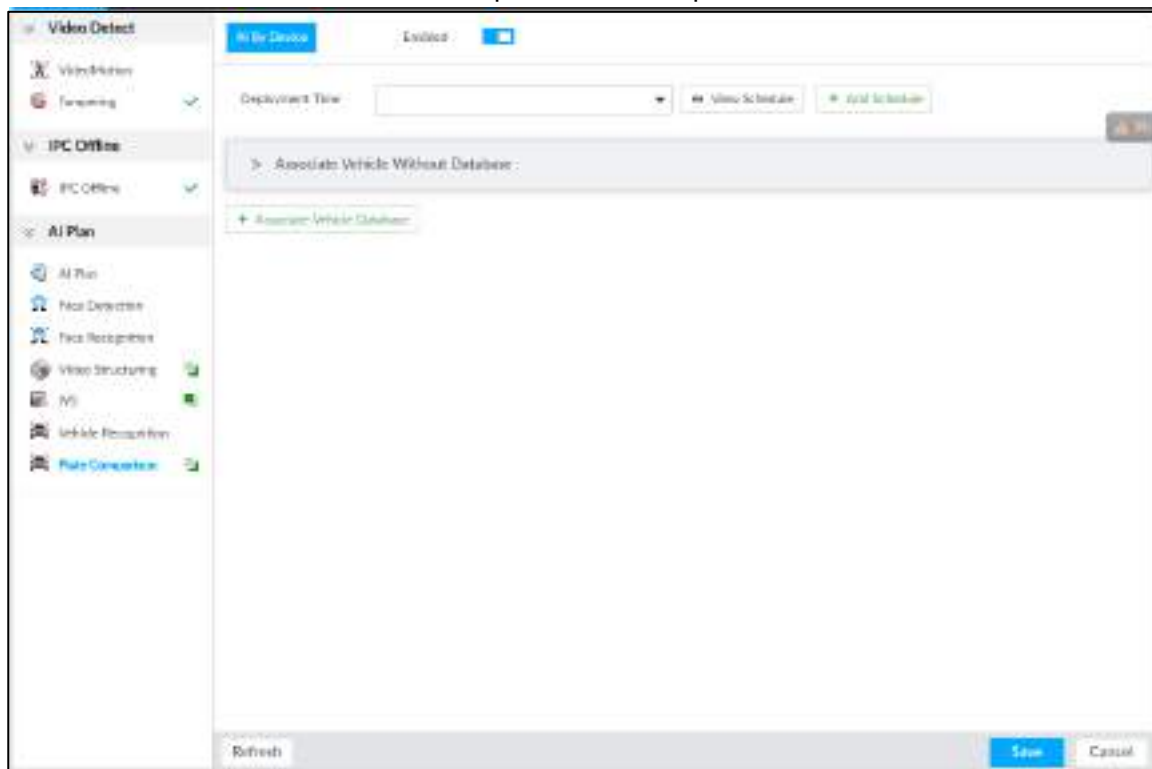 Video Detect
Video Motion
Tampering
IPC Offline
IPC Offline
AI Plan
AI Plan
Face Detection
Face Recognition
Video Structuring
IVS
Vehicle Recognition
Plate Comparison
AI By Device
Enabled
Deployment Time
View Schedule
+ Add Schedule
> Associate Vehicle Without Database :
+ Associate Vehicle Database
Refresh
Save
Cancel